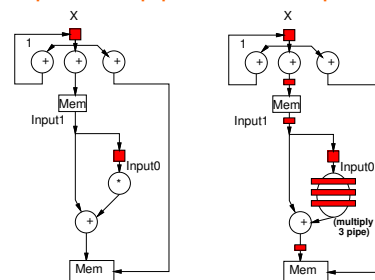 X
1
+
+
+
Mem
Input1
Input0
*
+
Mem
X
1
+
+
+
Mem
Input1
Input0
(multiply
3 pipe)
+
Mem